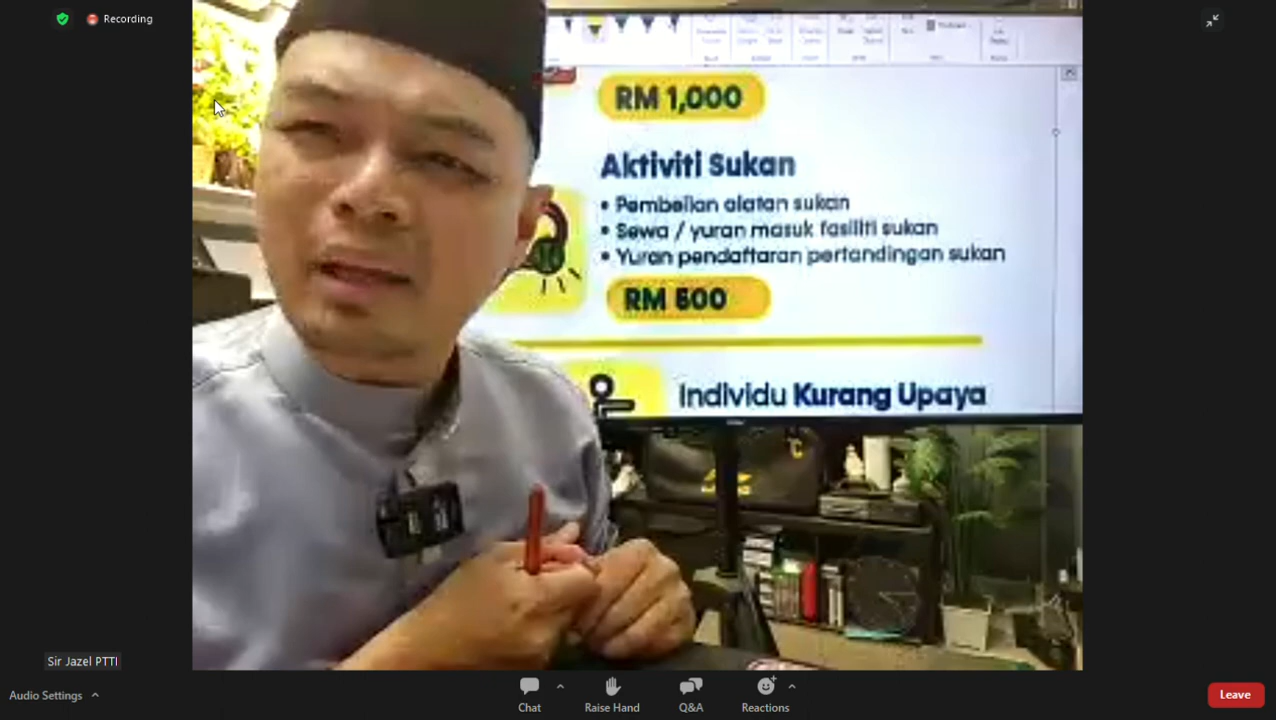 Recording
RM 1,000
Aktiviti Sukan
• Pembelian alatan sukan
• Sewa / yuran masuk fasiliti sukan
• Yuran pendaftaran pertandingan sukan
RM 500
Individu Kurang Upaya
Sir Jazel PTTI
Audio Settings
Chat
Raise Hand
Q&A
Reactions
Leave